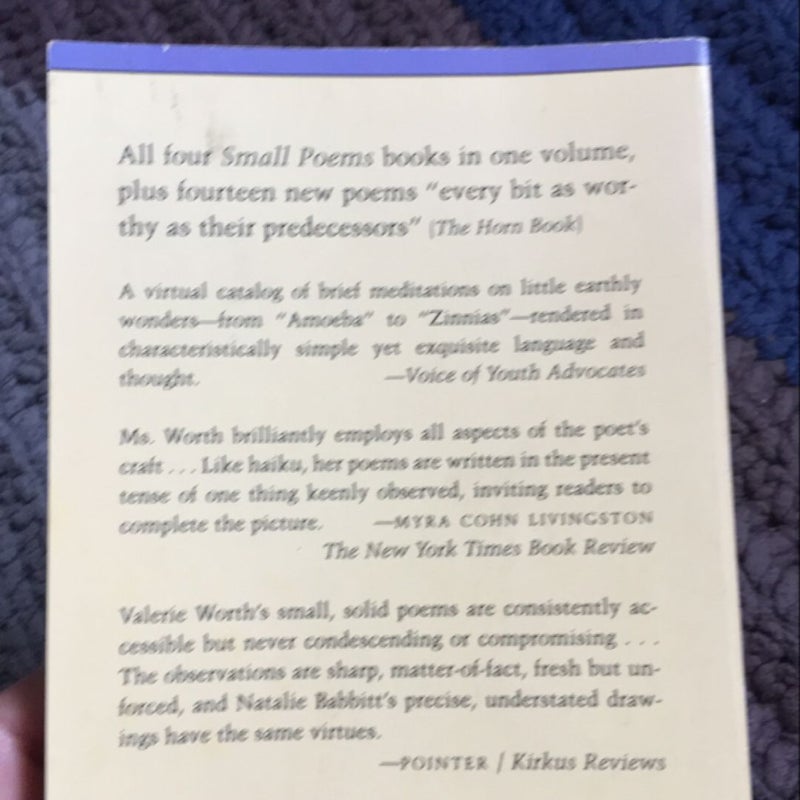 All four Small Poems books in one volume,
plus fourteen new poems "every bit as wor-
thy as their predecessors" (The Horn Book)
A virtual catalog of brief meditations on little earthly
wonders—from "Amoeba" to "Zinnias"—rendered in
characteristically simple yet exquisite language and
thought. —Voice of Youth Advocates
Ms. Worth brilliantly employs all aspects of the poet's
craft . . . Like haiku, her poems are written in the present
tense of one thing keenly observed, inviting readers to
complete the picture. —MYRA COHN LIVINGSTON
The New York Times Book Review
Valerie Worth's small, solid poems are consistently ac-
cessible but never condescending or compromising . . .
The observations are sharp, matter-of-fact, fresh but un-
forced, and Natalie Babbitt's precise, understated draw-
ings have the same virtues.
—POINTER / Kirkus Reviews